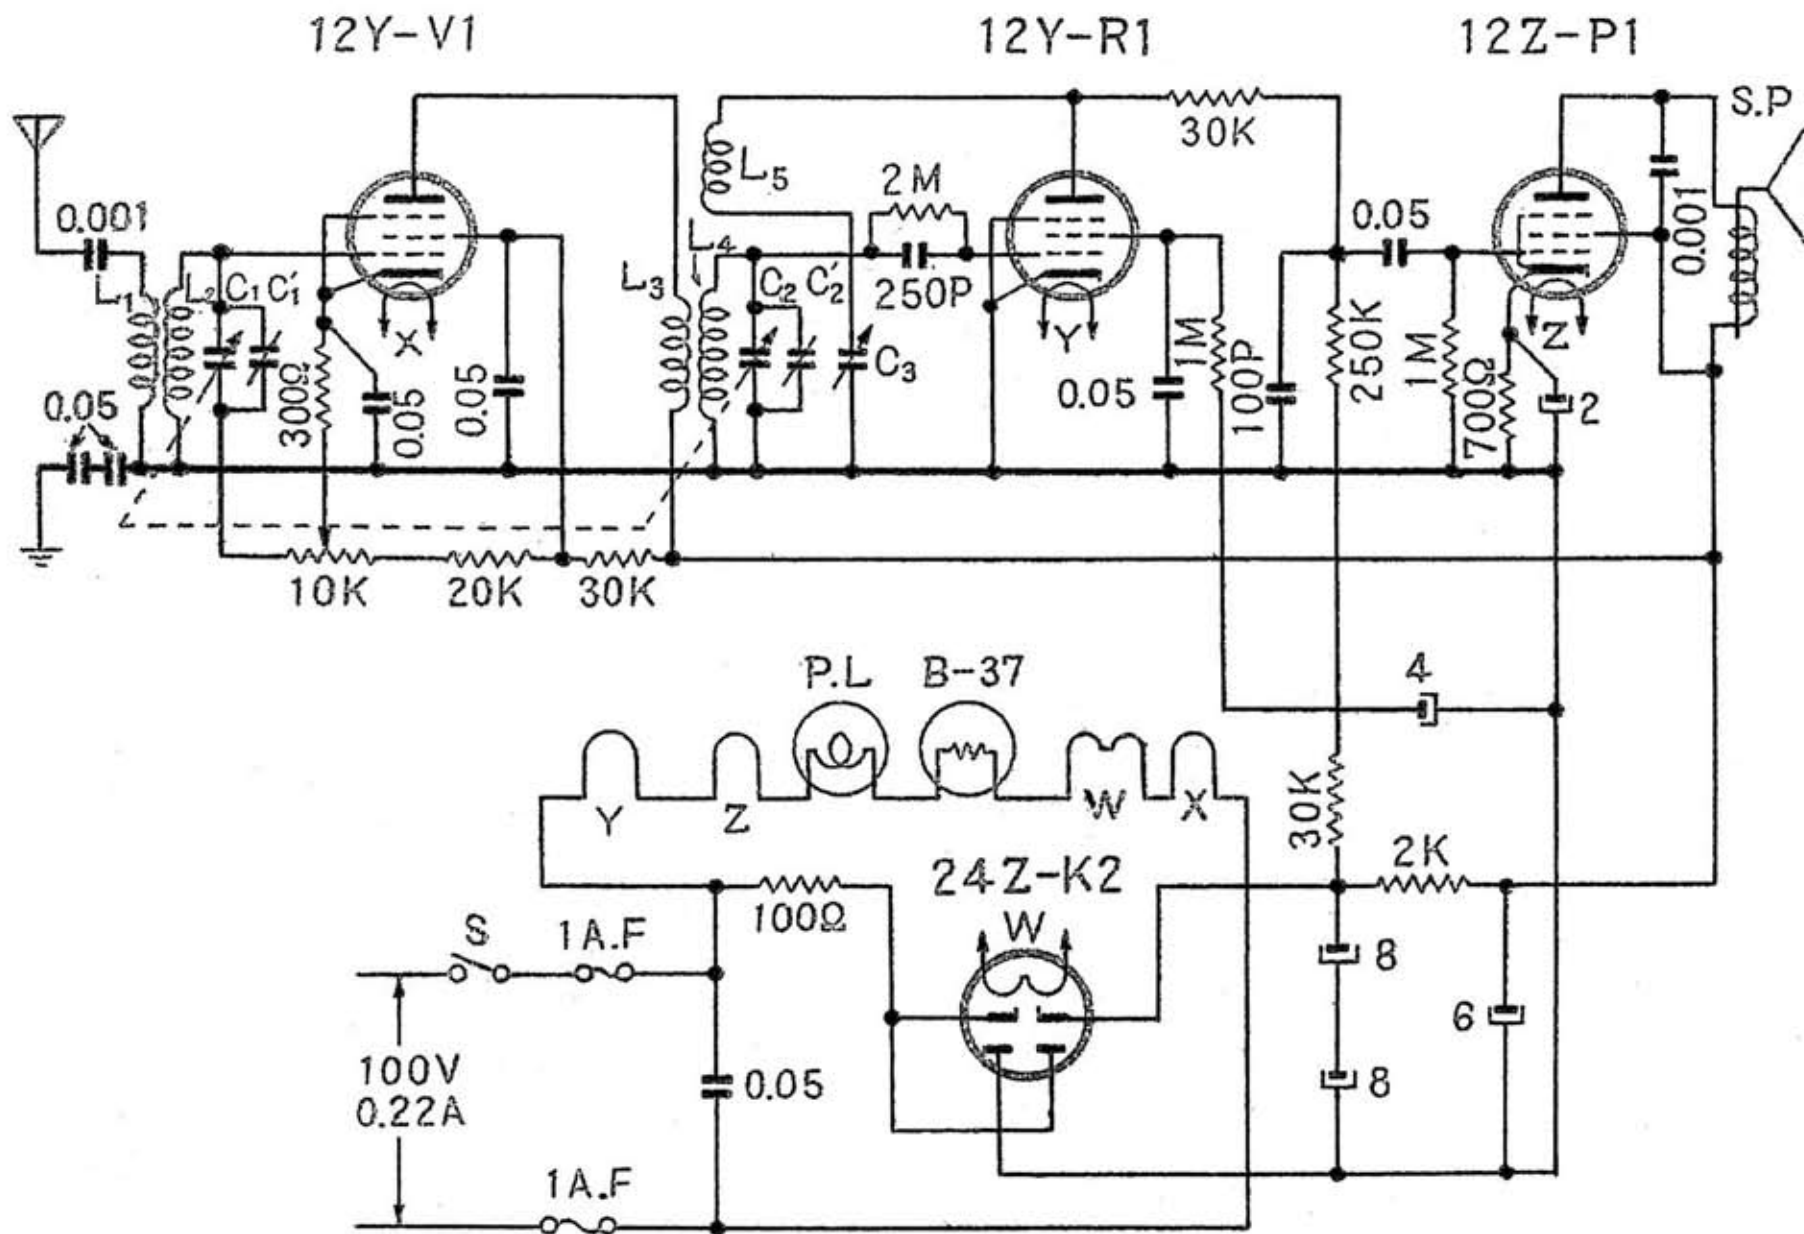 12Y-V1
12Y-R1
12Z-P1
S.P
30K
L5
2M
0.001
0.05
L4
L1
L2
C1
C1'
L3
C2
C2'
250P
0.001
X
Y
Z
C3
0.05
300Ω
0.05
0.05
0.05
1M
100P
250K
1M
700Ω
2
10K
20K
30K
P.L
B-37
4
Y
Z
W
X
30K
2K
24Z-K2
100Ω
W
S
1A.F
8
6
100V
0.22A
0.05
8
1A.F